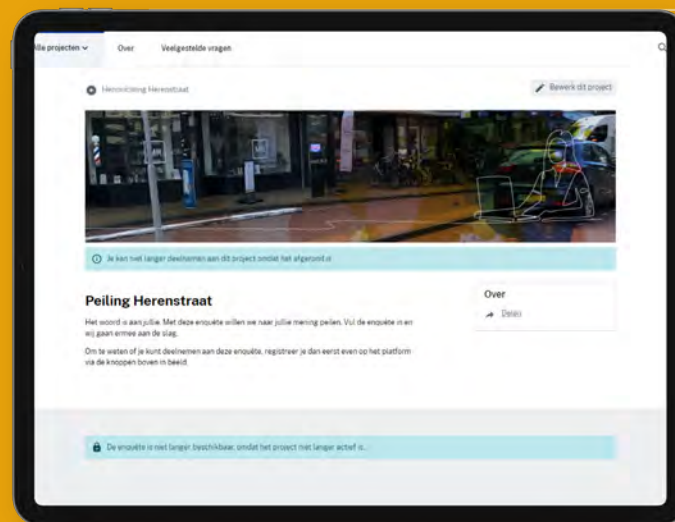 Alle projecten
Over
Veelgestelde vragen
Herinrichting Herenstraat
Bewerk dit project
Je kan niet langer deelnemen aan dit project omdat het afgerond is
Peiling Herenstraat
Over
Delen
Het woord is aan jullie. Met deze enquête willen we naar jullie mening peilen. Vul de enquête in en
wij gaan ermee aan de slag.
Om te weten of je kunt deelnemen aan deze enquête, registreer je dan eerst even op het platform
via de knoppen boven in beeld.
De enquête is niet langer beschikbaar, omdat het project niet langer actief is.